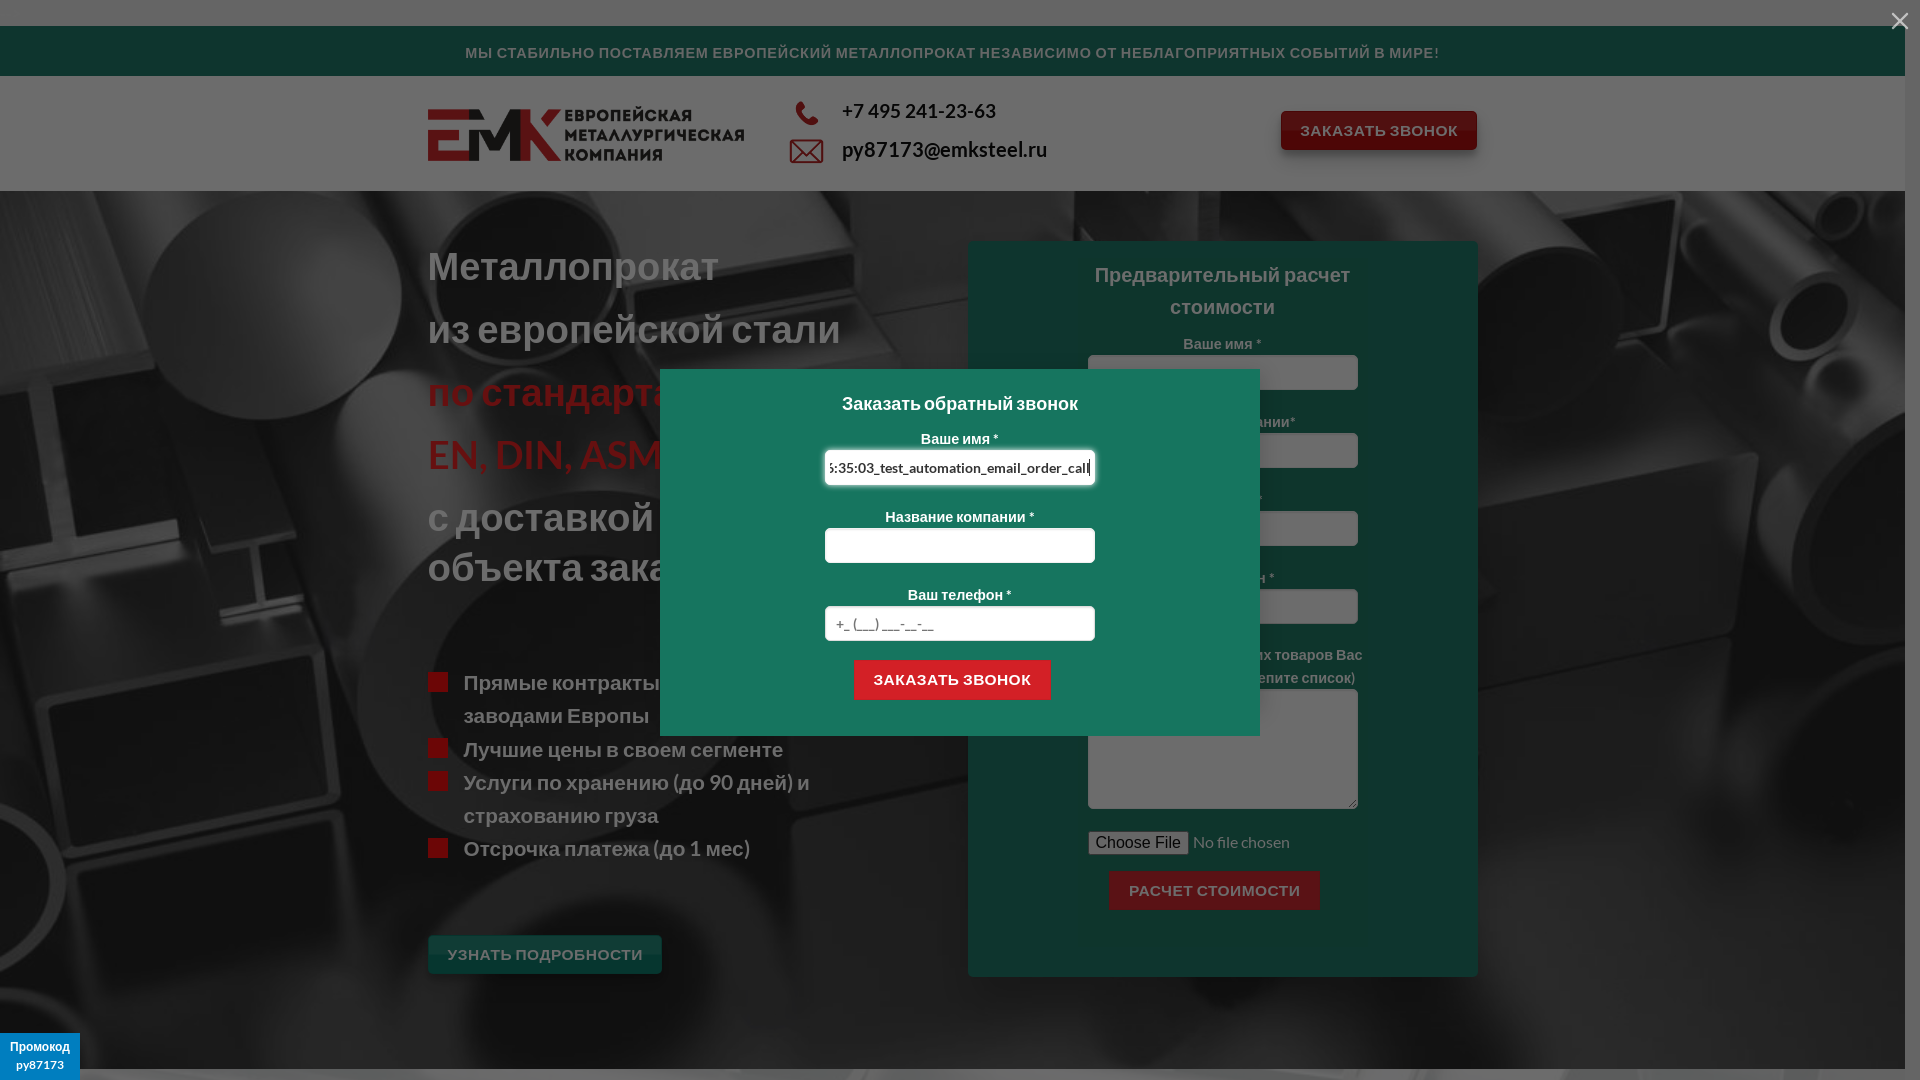 МЫ СТАБИЛЬНО ПОСТАВЛЯЕМ ЕВРОПЕЙСКИЙ МЕТАЛЛОПРОКАТ НЕЗАВИСИМО ОТ НЕБЛАГОПРИЯТНЫХ СОБЫТИЙ В МИРЕ!
ЕМК ЕВРОПЕЙСКАЯ
МЕТАЛЛУРГИЧЕСКАЯ
КОМПАНИЯ
+7 495 241-23-63
py87173@emksteel.ru
ЗАКАЗАТЬ ЗВОНОК
Металлопрокат
из европейской стали
по стандарта
EN, DIN, ASM
с доставкой
объекта зака
Прямые контракты
заводами Европы
Лучшие цены в своем сегменте
Услуги по хранению (до 90 дней) и
страхованию груза
Отсрочка платежа (до 1 мес)
УЗНАТЬ ПОДРОБНОСТИ
Предварительный расчет
стоимости
Ваше имя *
ании*
*
н *
их товаров Вас
епите список)
Choose File No file chosen
РАСЧЕТ СТОИМОСТИ
Заказать обратный звонок
Ваше имя *
:35:03_test_automation_email_order_call
Название компании *
Ваш телефон *
+_ (___) ___-__-__
ЗАКАЗАТЬ ЗВОНОК
Промокод
py87173